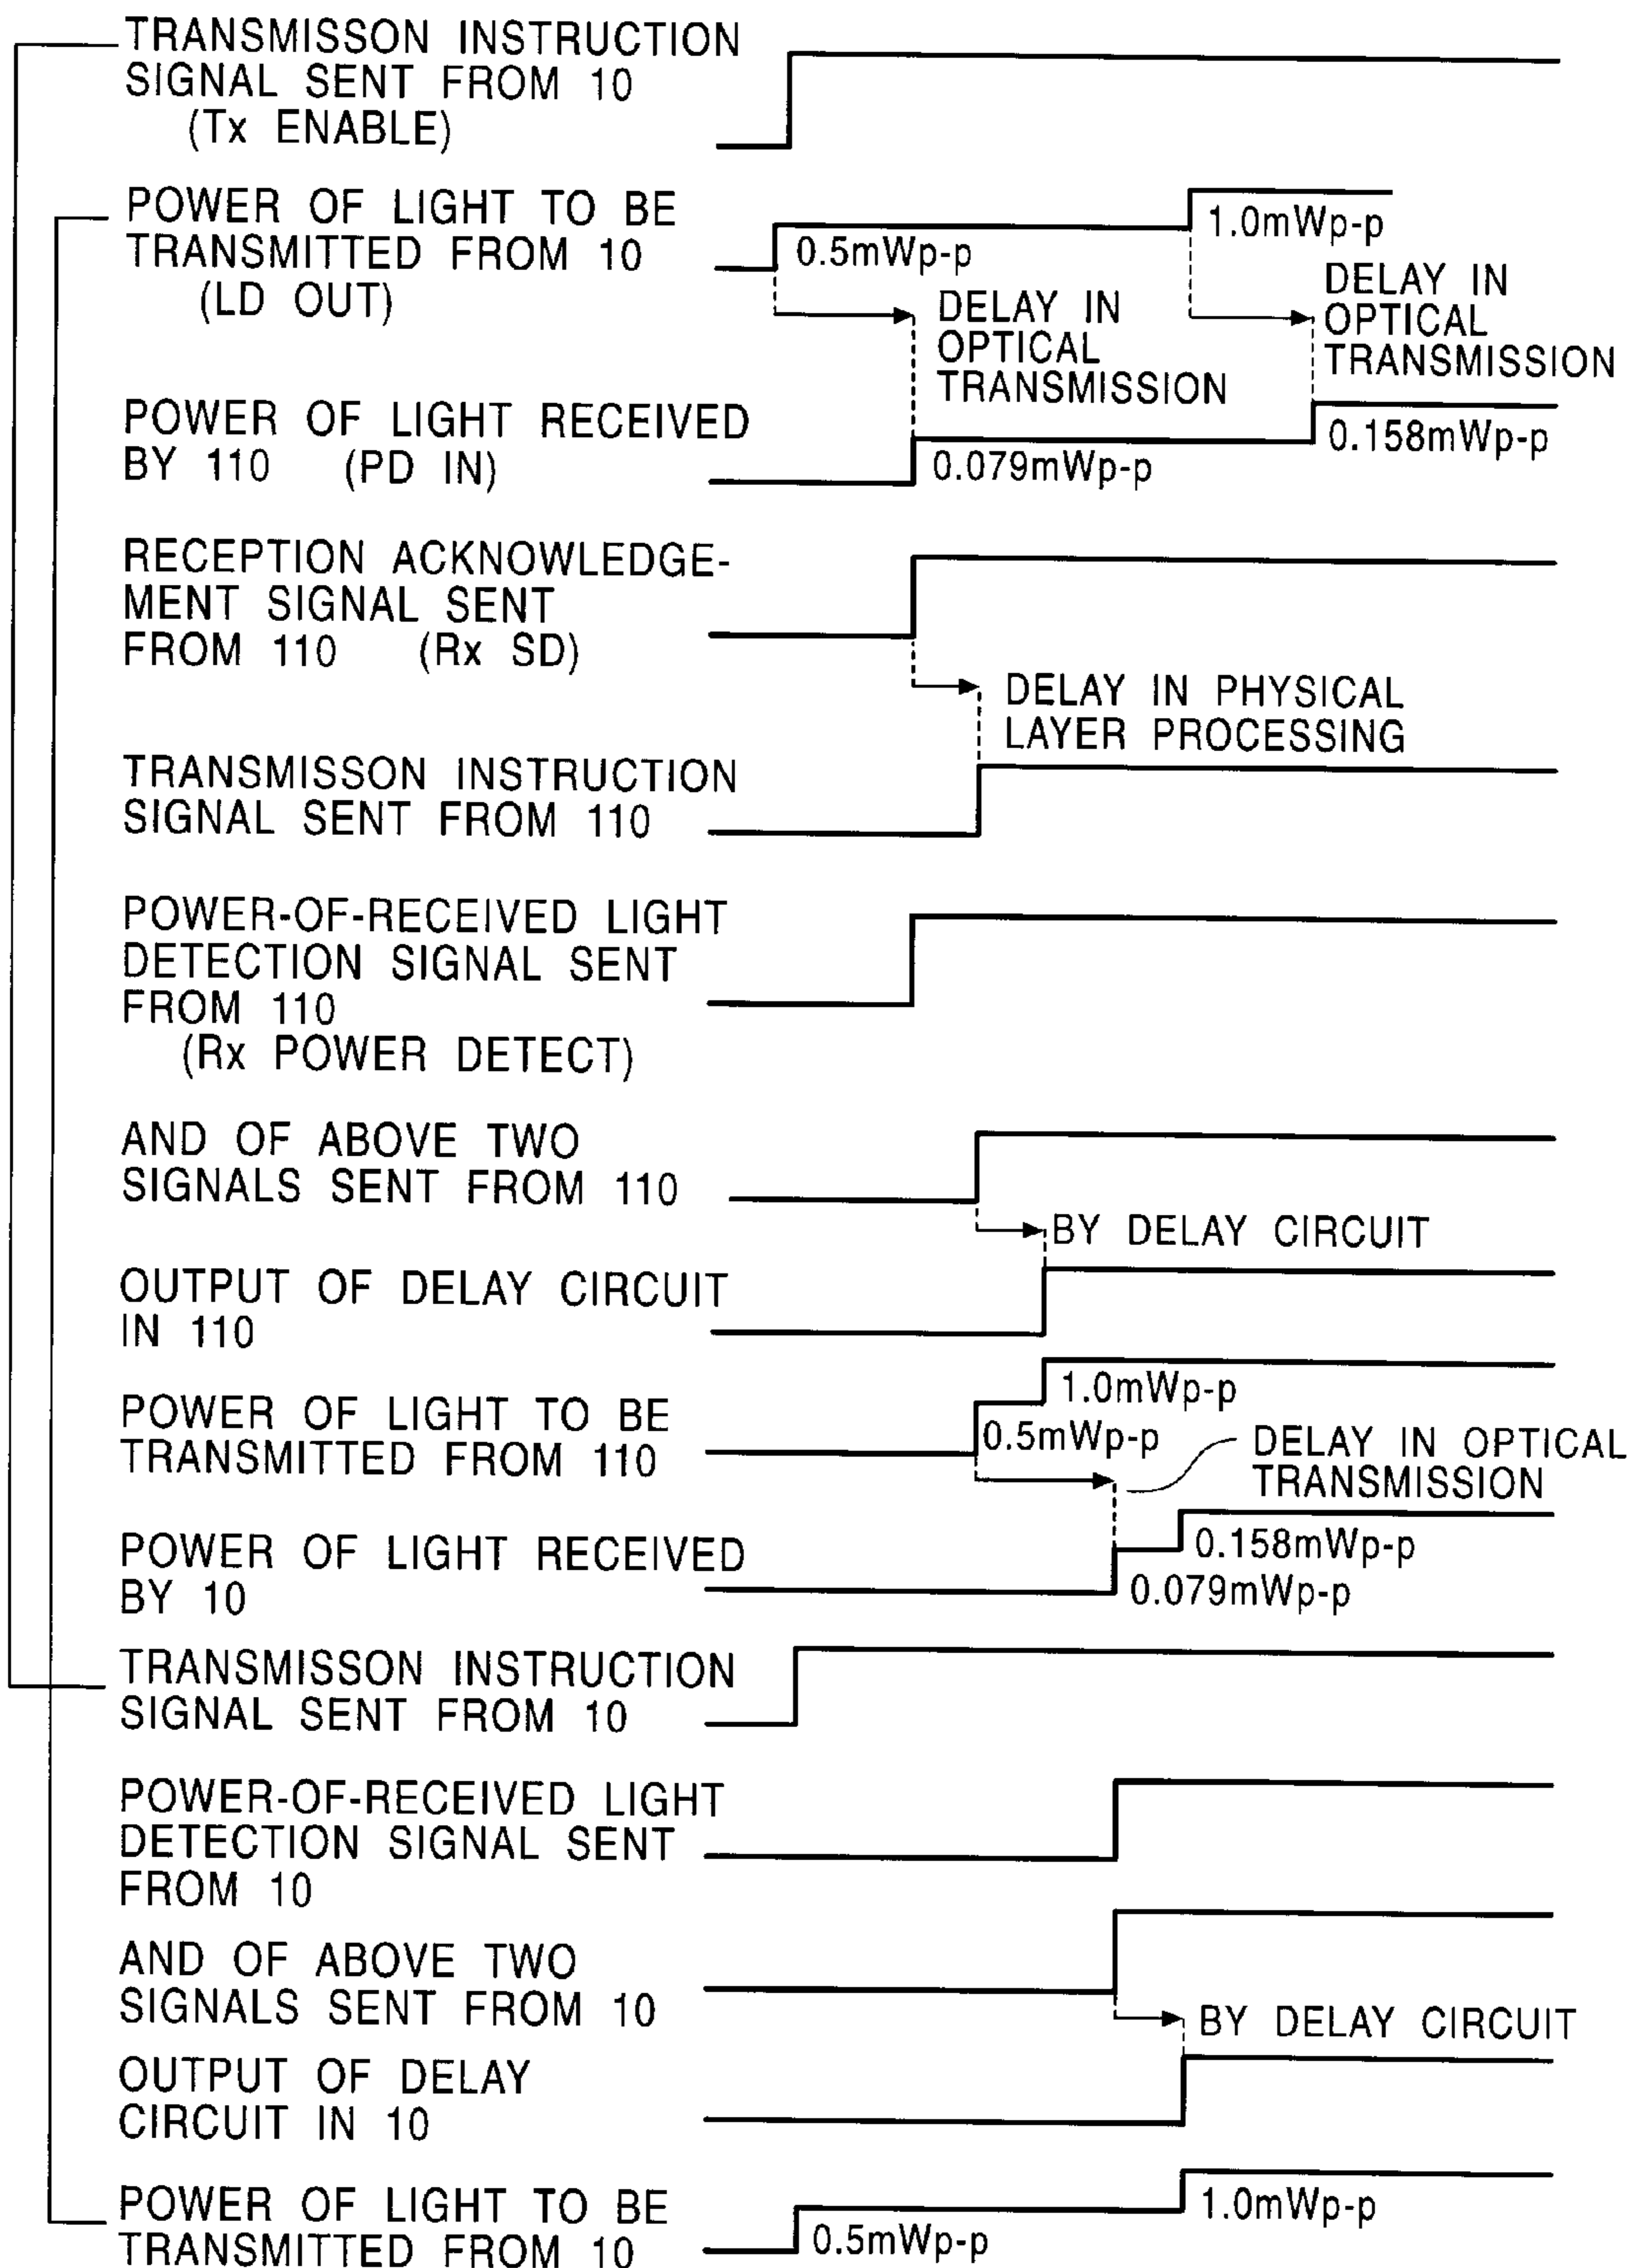 TRANSMISSON INSTRUCTION
SIGNAL SENT FROM 10
(Tx ENABLE)
POWER OF LIGHT TO BE
TRANSMITTED FROM 10
(LD OUT)
0.5mWp-p
1.0mWp-p
DELAY IN
OPTICAL
TRANSMISSION
DELAY IN
OPTICAL
TRANSMISSION
POWER OF LIGHT RECEIVED
BY 110 (PD IN)
0.079mWp-p
0.158mWp-p
RECEPTION ACKNOWLEDGE-
MENT SIGNAL SENT
FROM 110 (Rx SD)
DELAY IN PHYSICAL
LAYER PROCESSING
TRANSMISSON INSTRUCTION
SIGNAL SENT FROM 110
POWER-OF-RECEIVED LIGHT
DETECTION SIGNAL SENT
FROM 110
(Rx POWER DETECT)
AND OF ABOVE TWO
SIGNALS SENT FROM 110
BY DELAY CIRCUIT
OUTPUT OF DELAY CIRCUIT
IN 110
POWER OF LIGHT TO BE
TRANSMITTED FROM 110
1.0mWp-p
0.5mWp-p
DELAY IN OPTICAL
TRANSMISSION
POWER OF LIGHT RECEIVED
BY 10
0.158mWp-p
0.079mWp-p
TRANSMISSON INSTRUCTION
SIGNAL SENT FROM 10
POWER-OF-RECEIVED LIGHT
DETECTION SIGNAL SENT
FROM 10
AND OF ABOVE TWO
SIGNALS SENT FROM 10
BY DELAY CIRCUIT
OUTPUT OF DELAY
CIRCUIT IN 10
POWER OF LIGHT TO BE
TRANSMITTED FROM 10
0.5mWp-p
1.0mWp-p